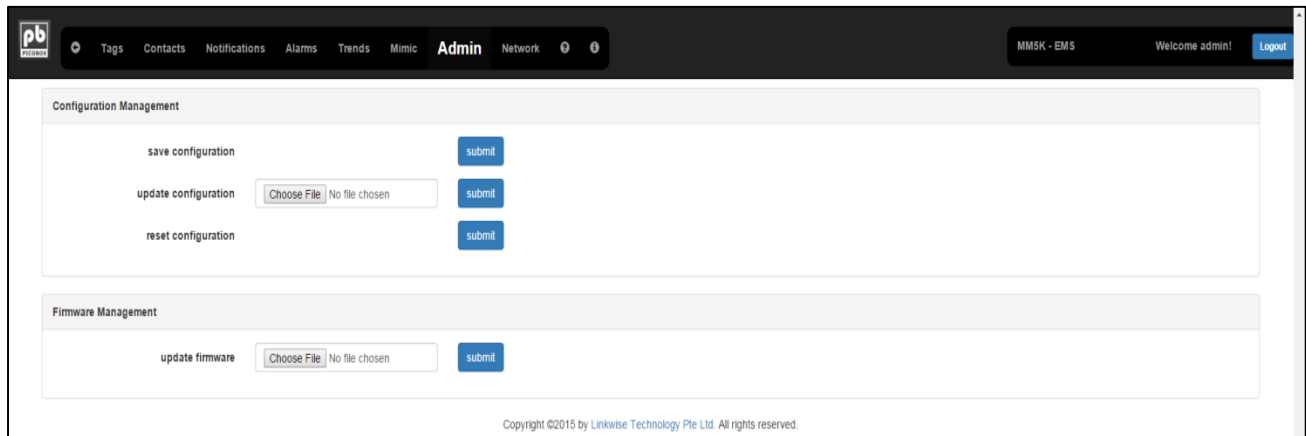 pb
PICOBOX
Tags Contacts Notifications Alarms Trends Mimic Admin Network ? i MM5K - EMS Welcome admin! Logout
Configuration Management
save configuration submit
update configuration Choose File No file chosen submit
reset configuration submit
Firmware Management
update firmware Choose File No file chosen submit
Copyright ©2015 by Linkwise Technology Pte Ltd. All rights reserved.